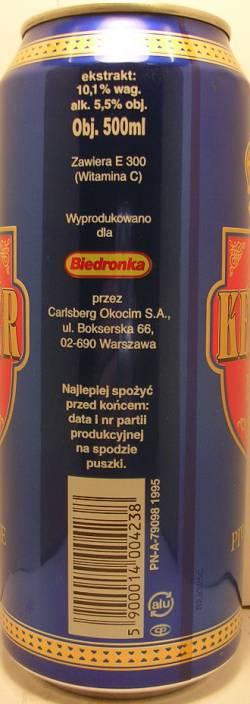 ekstrakt:
10,1% wag.
alk. 5,5% obj.
Obj. 500ml
Zawiera E 300
(Witamina C)
Wyprodukowano
dla
Biedronka
przez
Carlsberg Okocim S.A.,
ul. Bokserska 66,
02-690 Warszawa
Najlepiej spożyć
przed końcem:
data i nr partii
produkcyjnej
na spodzie
puszki.
5 900014 004238
PN-A-79098 1995
alu